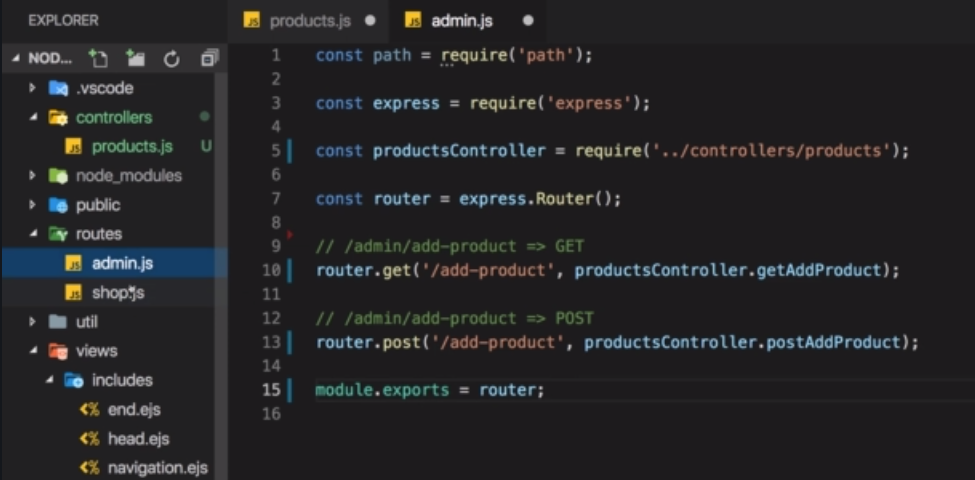 EXPLORER
NOD...
.vscode
controllers
products.js U
node_modules
public
routes
admin.js
shop.js
util
views
includes
end.ejs
head.ejs
navigation.ejs
products.js
admin.js
1 const path = require('path');
2
3 const express = require('express');
4
5 const productsController = require('../controllers/products');
6
7 const router = express.Router();
8
9 // /admin/add-product => GET
10 router.get('/add-product', productsController.getAddProduct);
11
12 // /admin/add-product => POST
13 router.post('/add-product', productsController.postAddProduct);
14
15 module.exports = router;
16